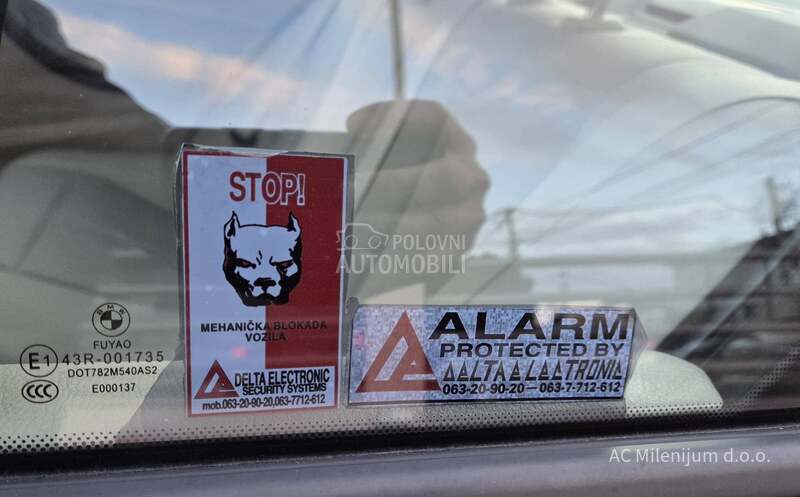 STOP!
MEHANIČKA BLOKADA
VOZILA
DELTA ELECTRONIC
SECURITY SYSTEMS
mob.063-20-90-20,063-7712-612
ALARM
PROTECTED BY
DELTA ELECTRONIC
063-20-90-20 — 063-7-712-612
BMW
FUYAO
E1 43R-001735
DOT782M540AS2
CCC E000137
POLOVNI
AUTOMOBILI
AC Milenijum d.o.o.